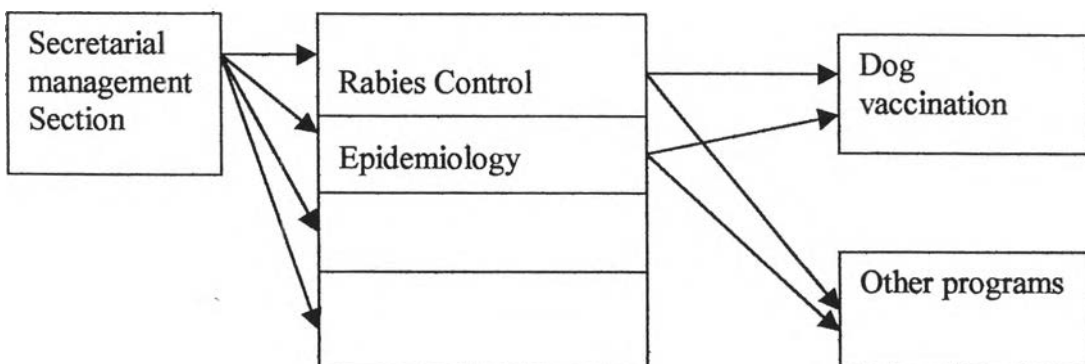 Secretarial
management
Section
Rabies Control
Epidemiology
Dog
vaccination
Other programs